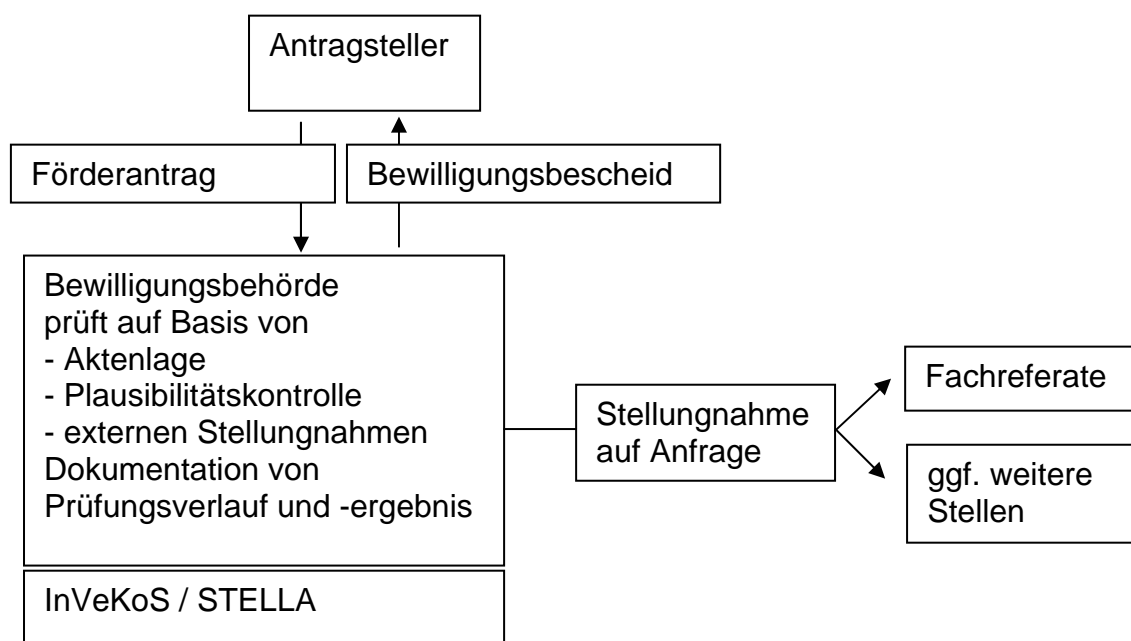 Antragsteller
Förderantrag
Bewilligungsbescheid
Bewilligungsbehörde
prüft auf Basis von
- Aktenlage
- Plausibilitätskontrolle
- externen Stellungnahmen
Dokumentation von
Prüfungsverlauf und -ergebnis
InVeKoS / STELLA
Stellungnahme
auf Anfrage
Fachreferate
ggf. weitere
Stellen